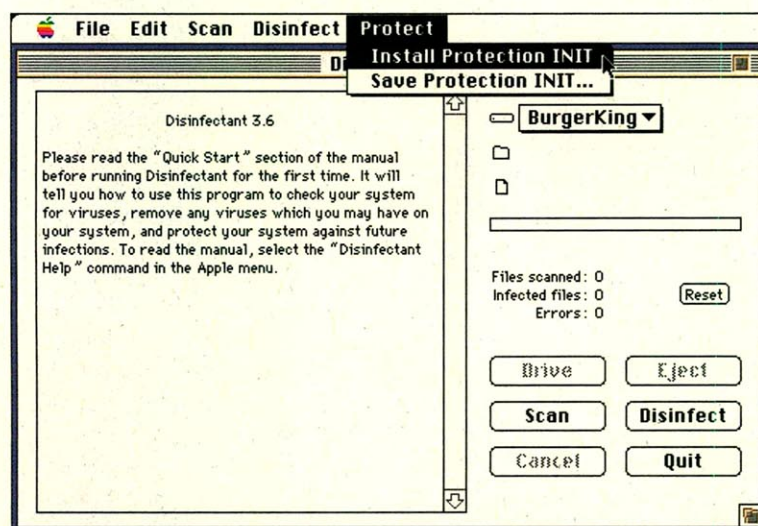 File Edit Scan Disinfect Protect
Install Protection INIT
Save Protection INIT...
Di
Disinfectant 3.6
Please read the “Quick Start” section of the manual
before running Disinfectant for the first time. It will
tell you how to use this program to check your system
for viruses, remove any viruses which you may have on
your system, and protect your system against future
infections. To read the manual, select the “Disinfectant
Help” command in the Apple menu.
BurgerKing
Files scanned: 0
Infected files: 0
Reset
Errors: 0
Drive Eject
Scan Disinfect
Cancel Quit